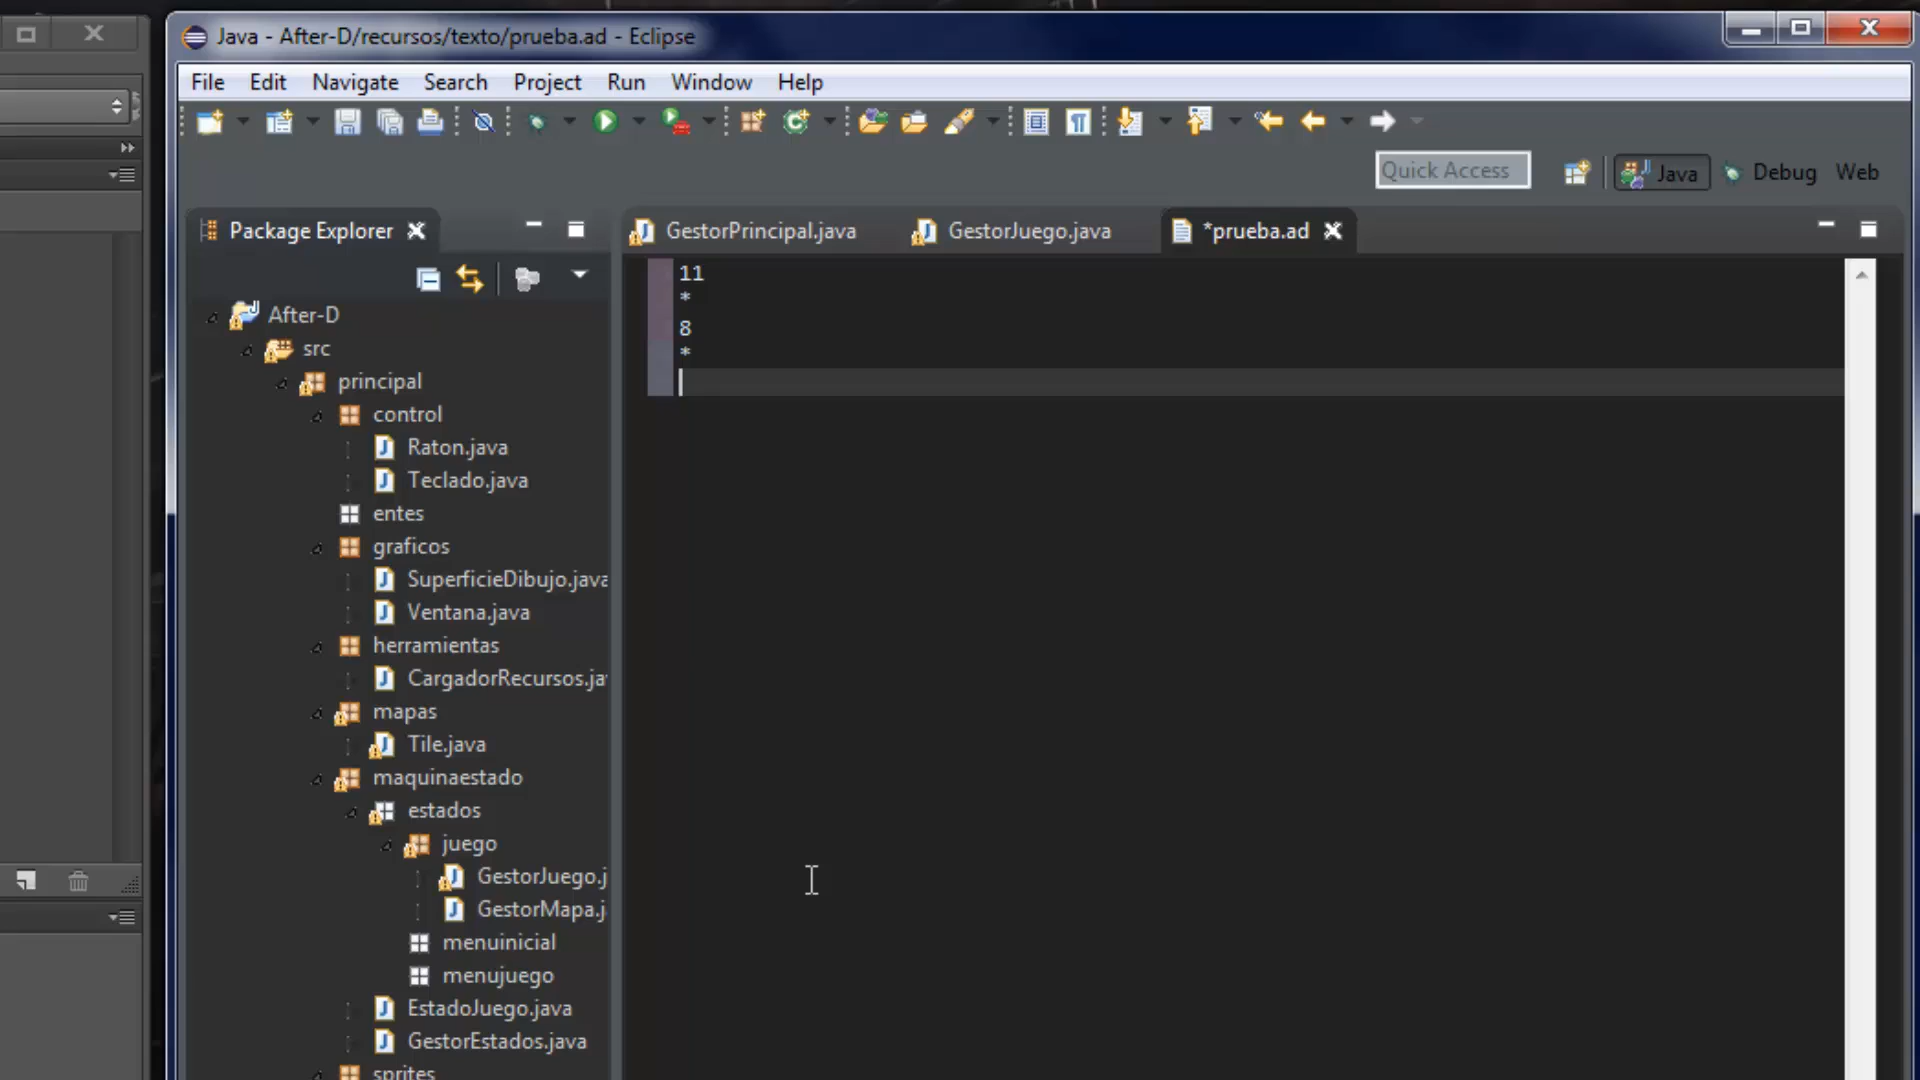 Java - After-D/recursos/texto/prueba.ad - Eclipse
File Edit Navigate Search Project Run Window Help
Quick Access
Java
Debug
Web
Package Explorer
GestorPrincipal.java
GestorJuego.java
*prueba.ad
11
*
8
*
After-D
src
principal
control
Raton.java
Teclado.java
entes
graficos
SuperficieDibujo.java
Ventana.java
herramientas
CargadorRecursos.ja
mapas
Tile.java
maquinaestado
estados
juego
GestorJuego.j
GestorMapa.j
menuinicial
menujuego
EstadoJuego.java
GestorEstados.java
sprites